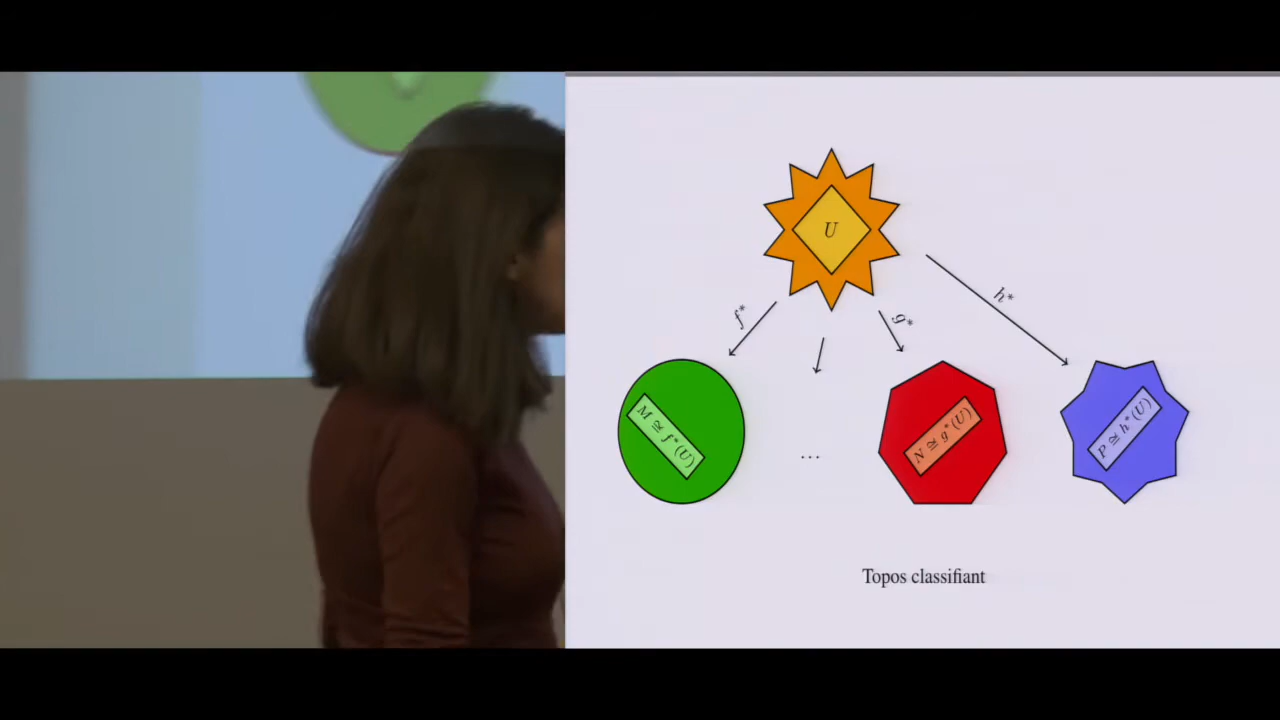 U
f*
g*
h*
M ≅ f*(U)
...
N ≅ g*(U)
P ≅ h*(U)
Topos classifiant